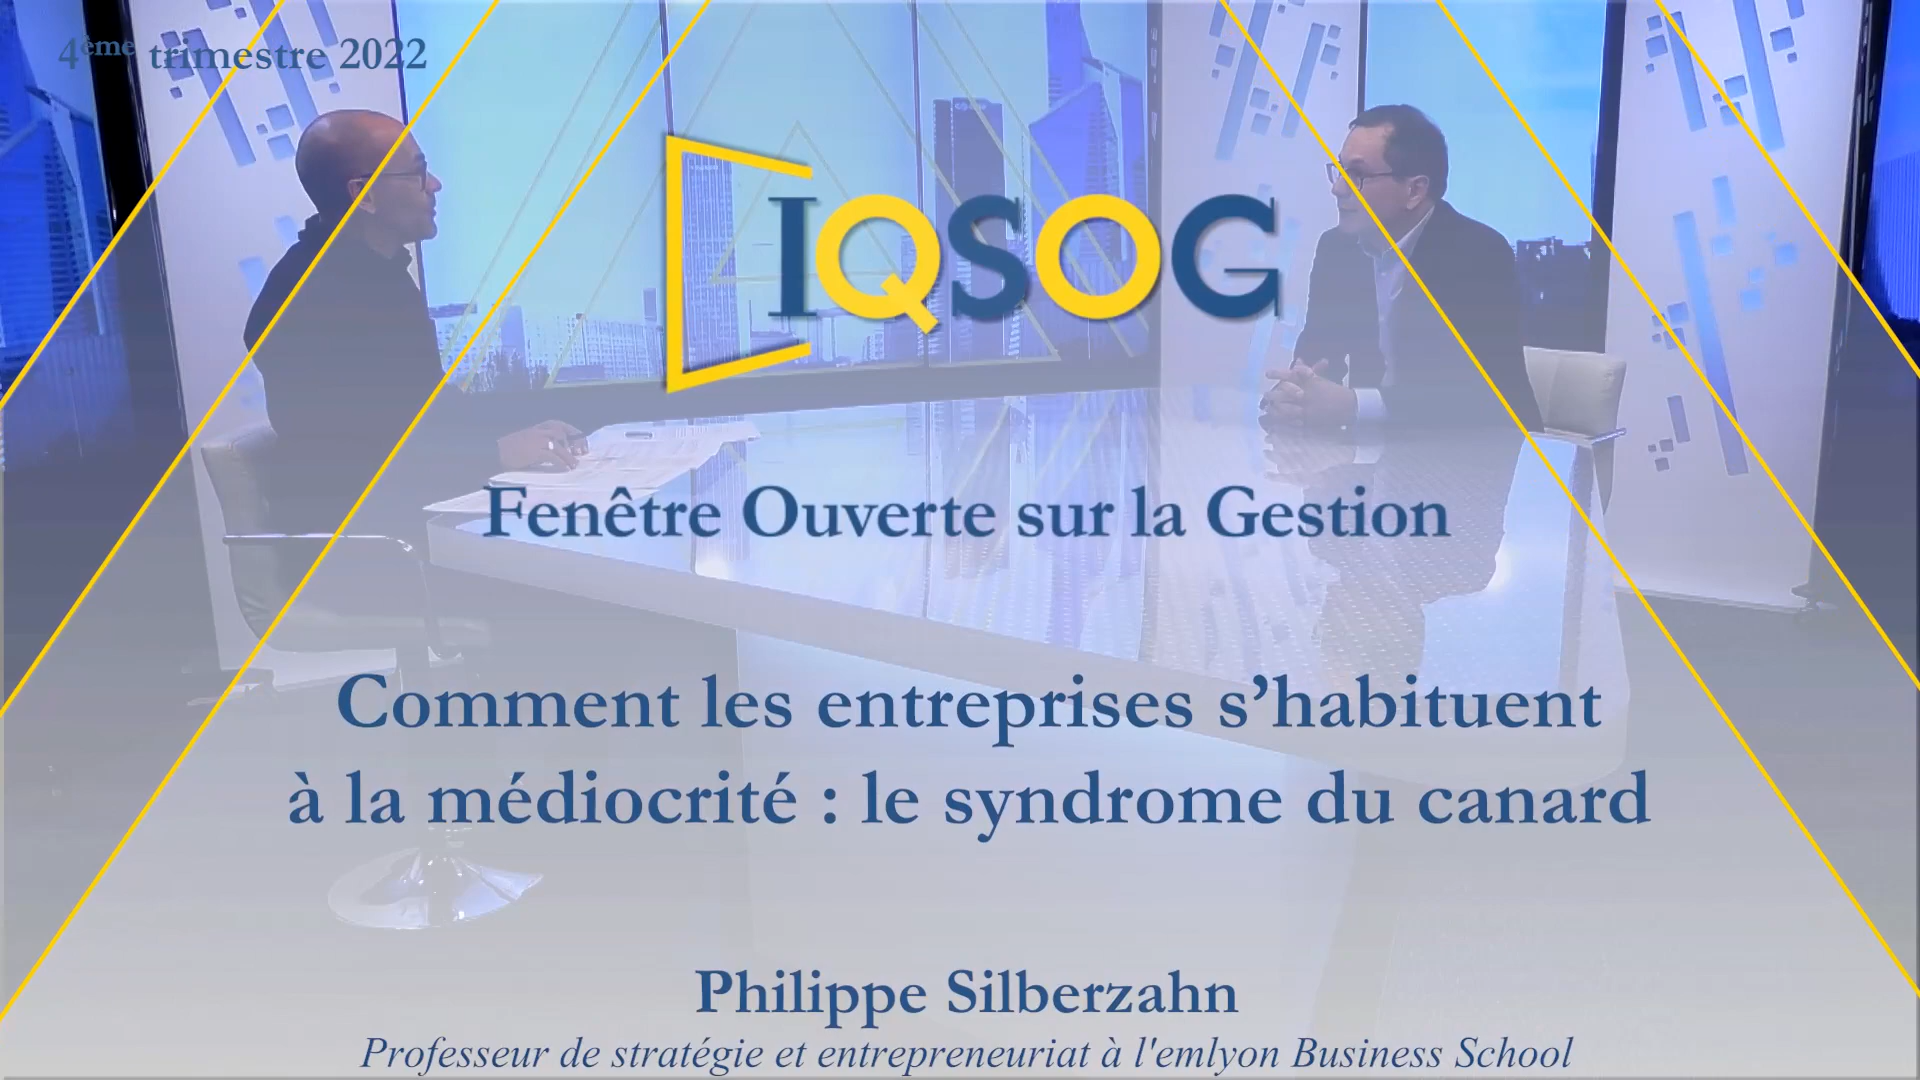 4ème trimestre 2022
IQSOG
Fenêtre Ouverte sur la Gestion
Comment les entreprises s’habituent
à la médiocrité : le syndrome du canard
Philippe Silberzahn
Professeur de stratégie et entrepreneuriat à l'emlyon Business School